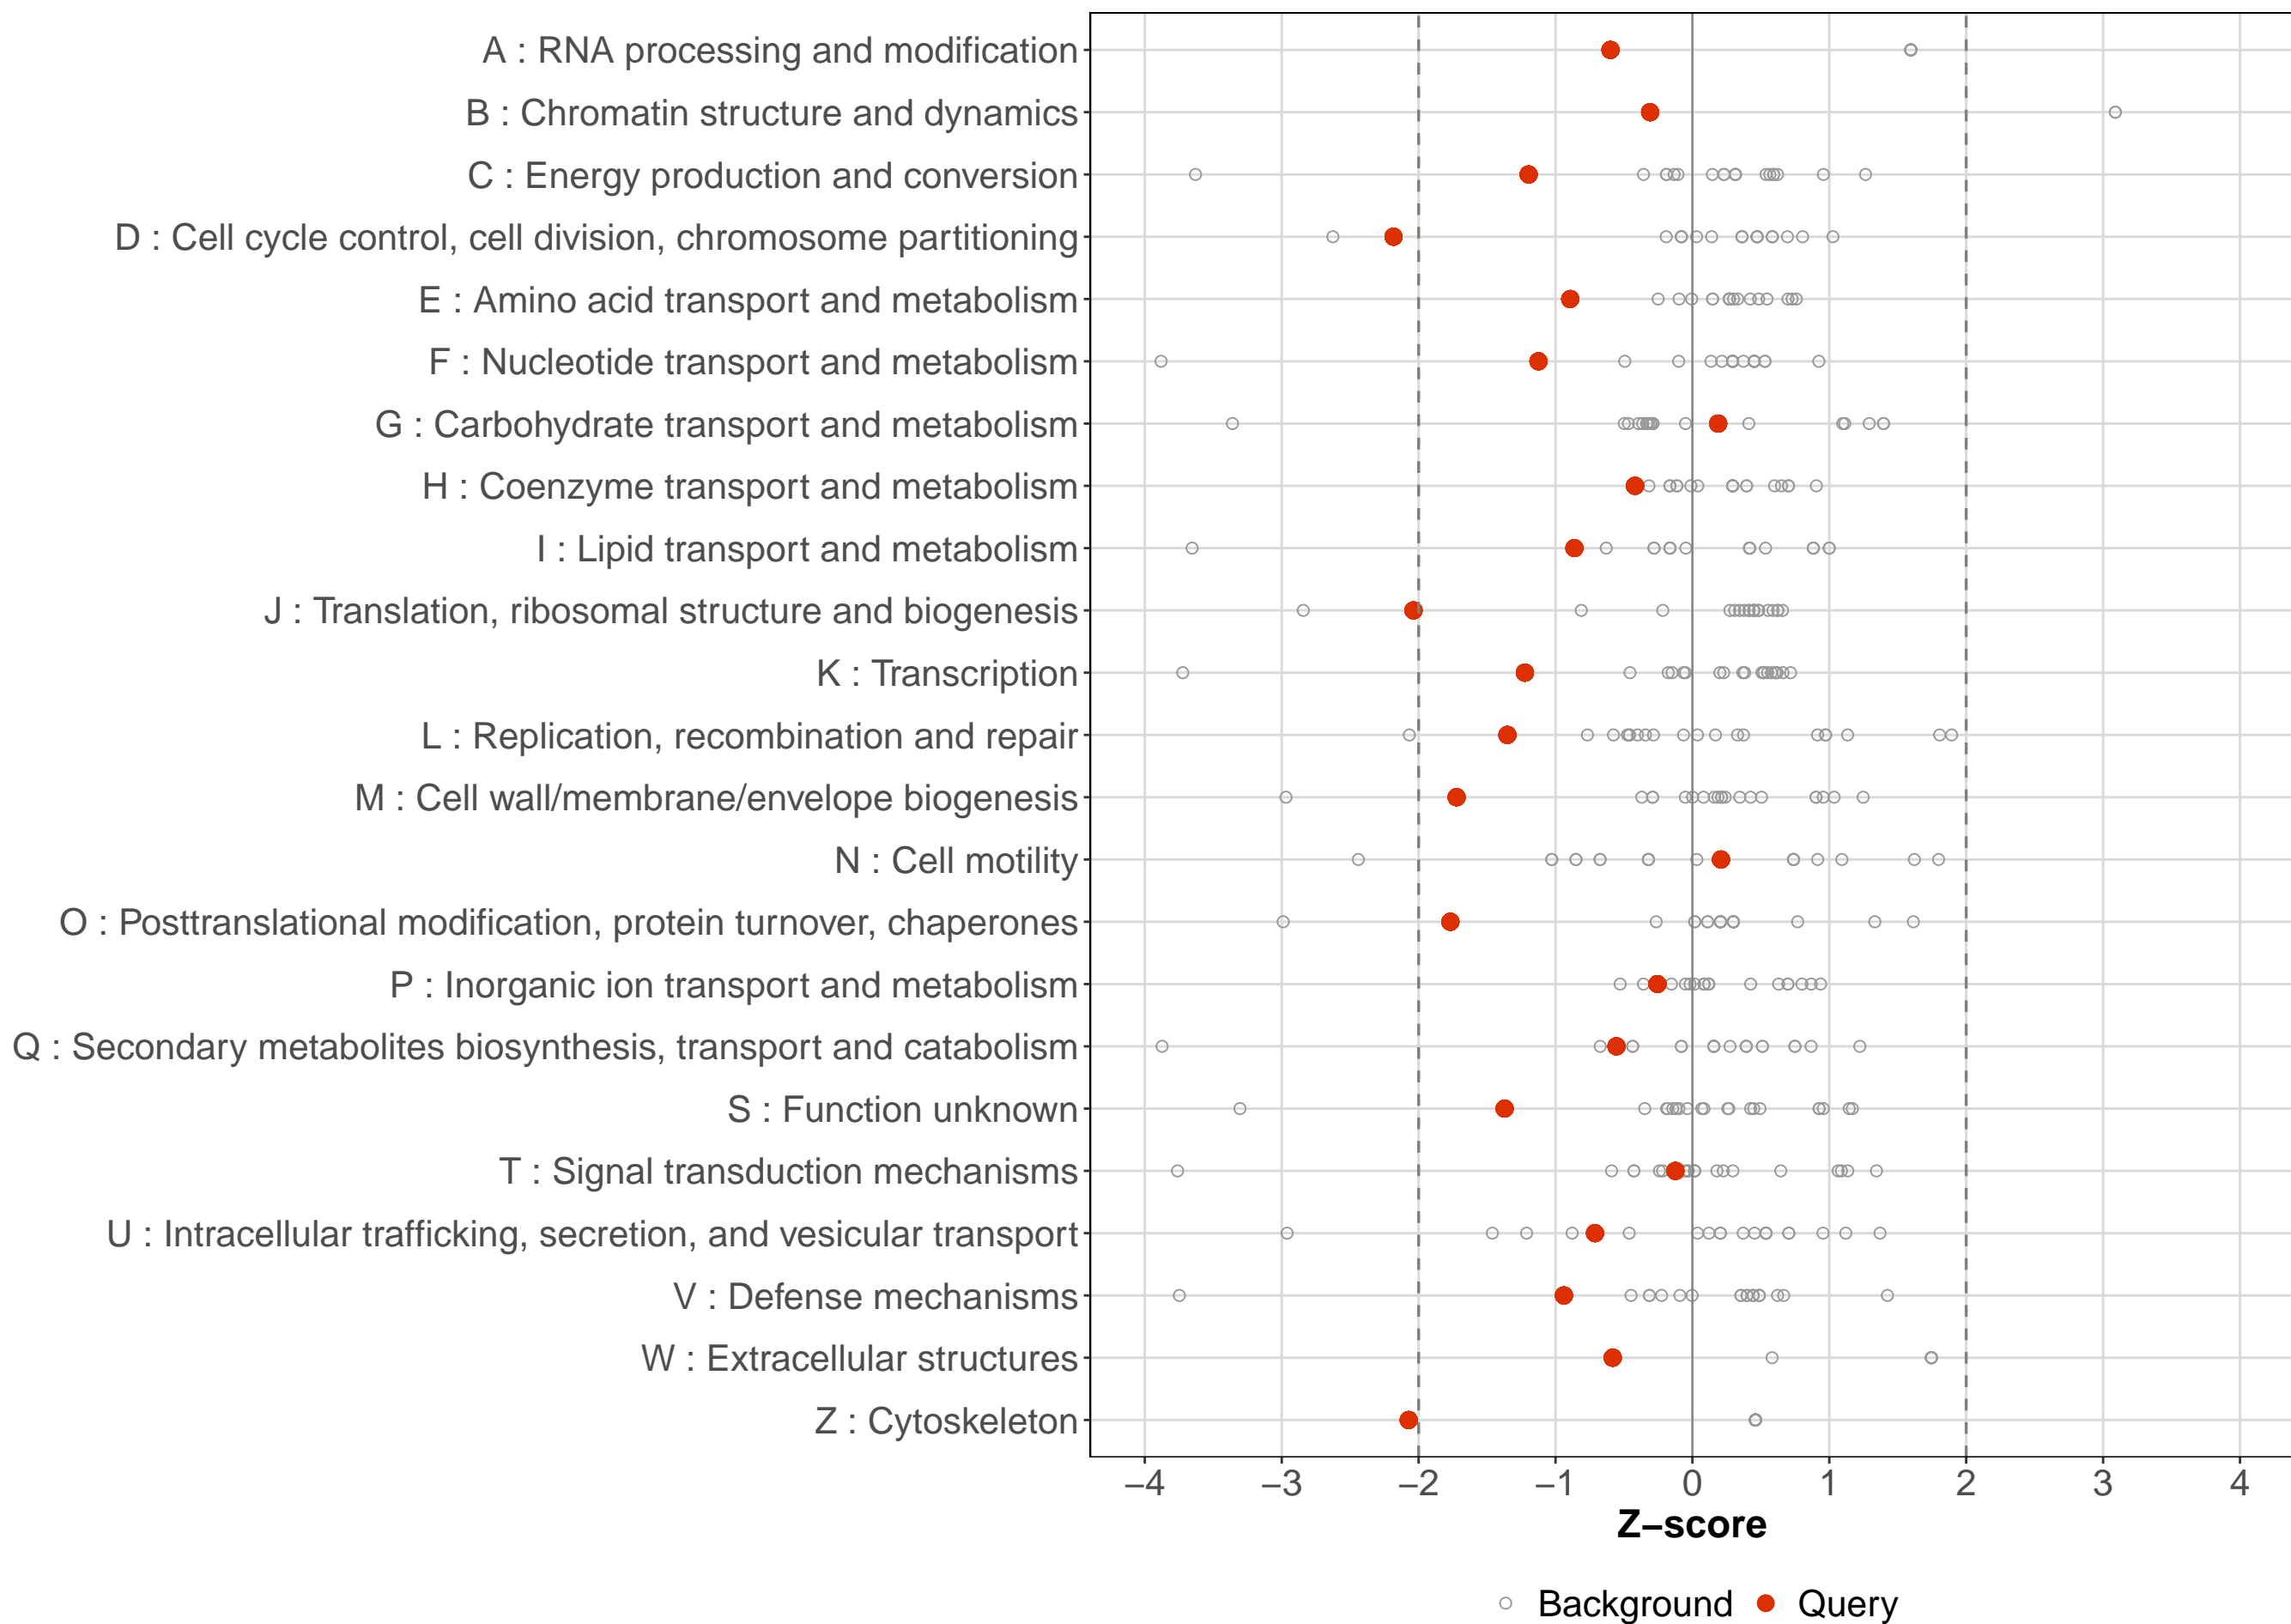 A : RNA processing and modification
B : Chromatin structure and dynamics
C : Energy production and conversion
D : Cell cycle control, cell division, chromosome partitioning
E : Amino acid transport and metabolism
F : Nucleotide transport and metabolism
G : Carbohydrate transport and metabolism
H : Coenzyme transport and metabolism
I : Lipid transport and metabolism
J : Translation, ribosomal structure and biogenesis
K : Transcription
L : Replication, recombination and repair
M : Cell wall/membrane/envelope biogenesis
N : Cell motility
O : Posttranslational modification, protein turnover, chaperones
P : Inorganic ion transport and metabolism
Q : Secondary metabolites biosynthesis, transport and catabolism
S : Function unknown
T : Signal transduction mechanisms
U : Intracellular trafficking, secretion, and vesicular transport
V : Defense mechanisms
W : Extracellular structures
Z : Cytoskeleton
−4 −3 −2 −1 0 1 2 3 4
Z−score
Background Query